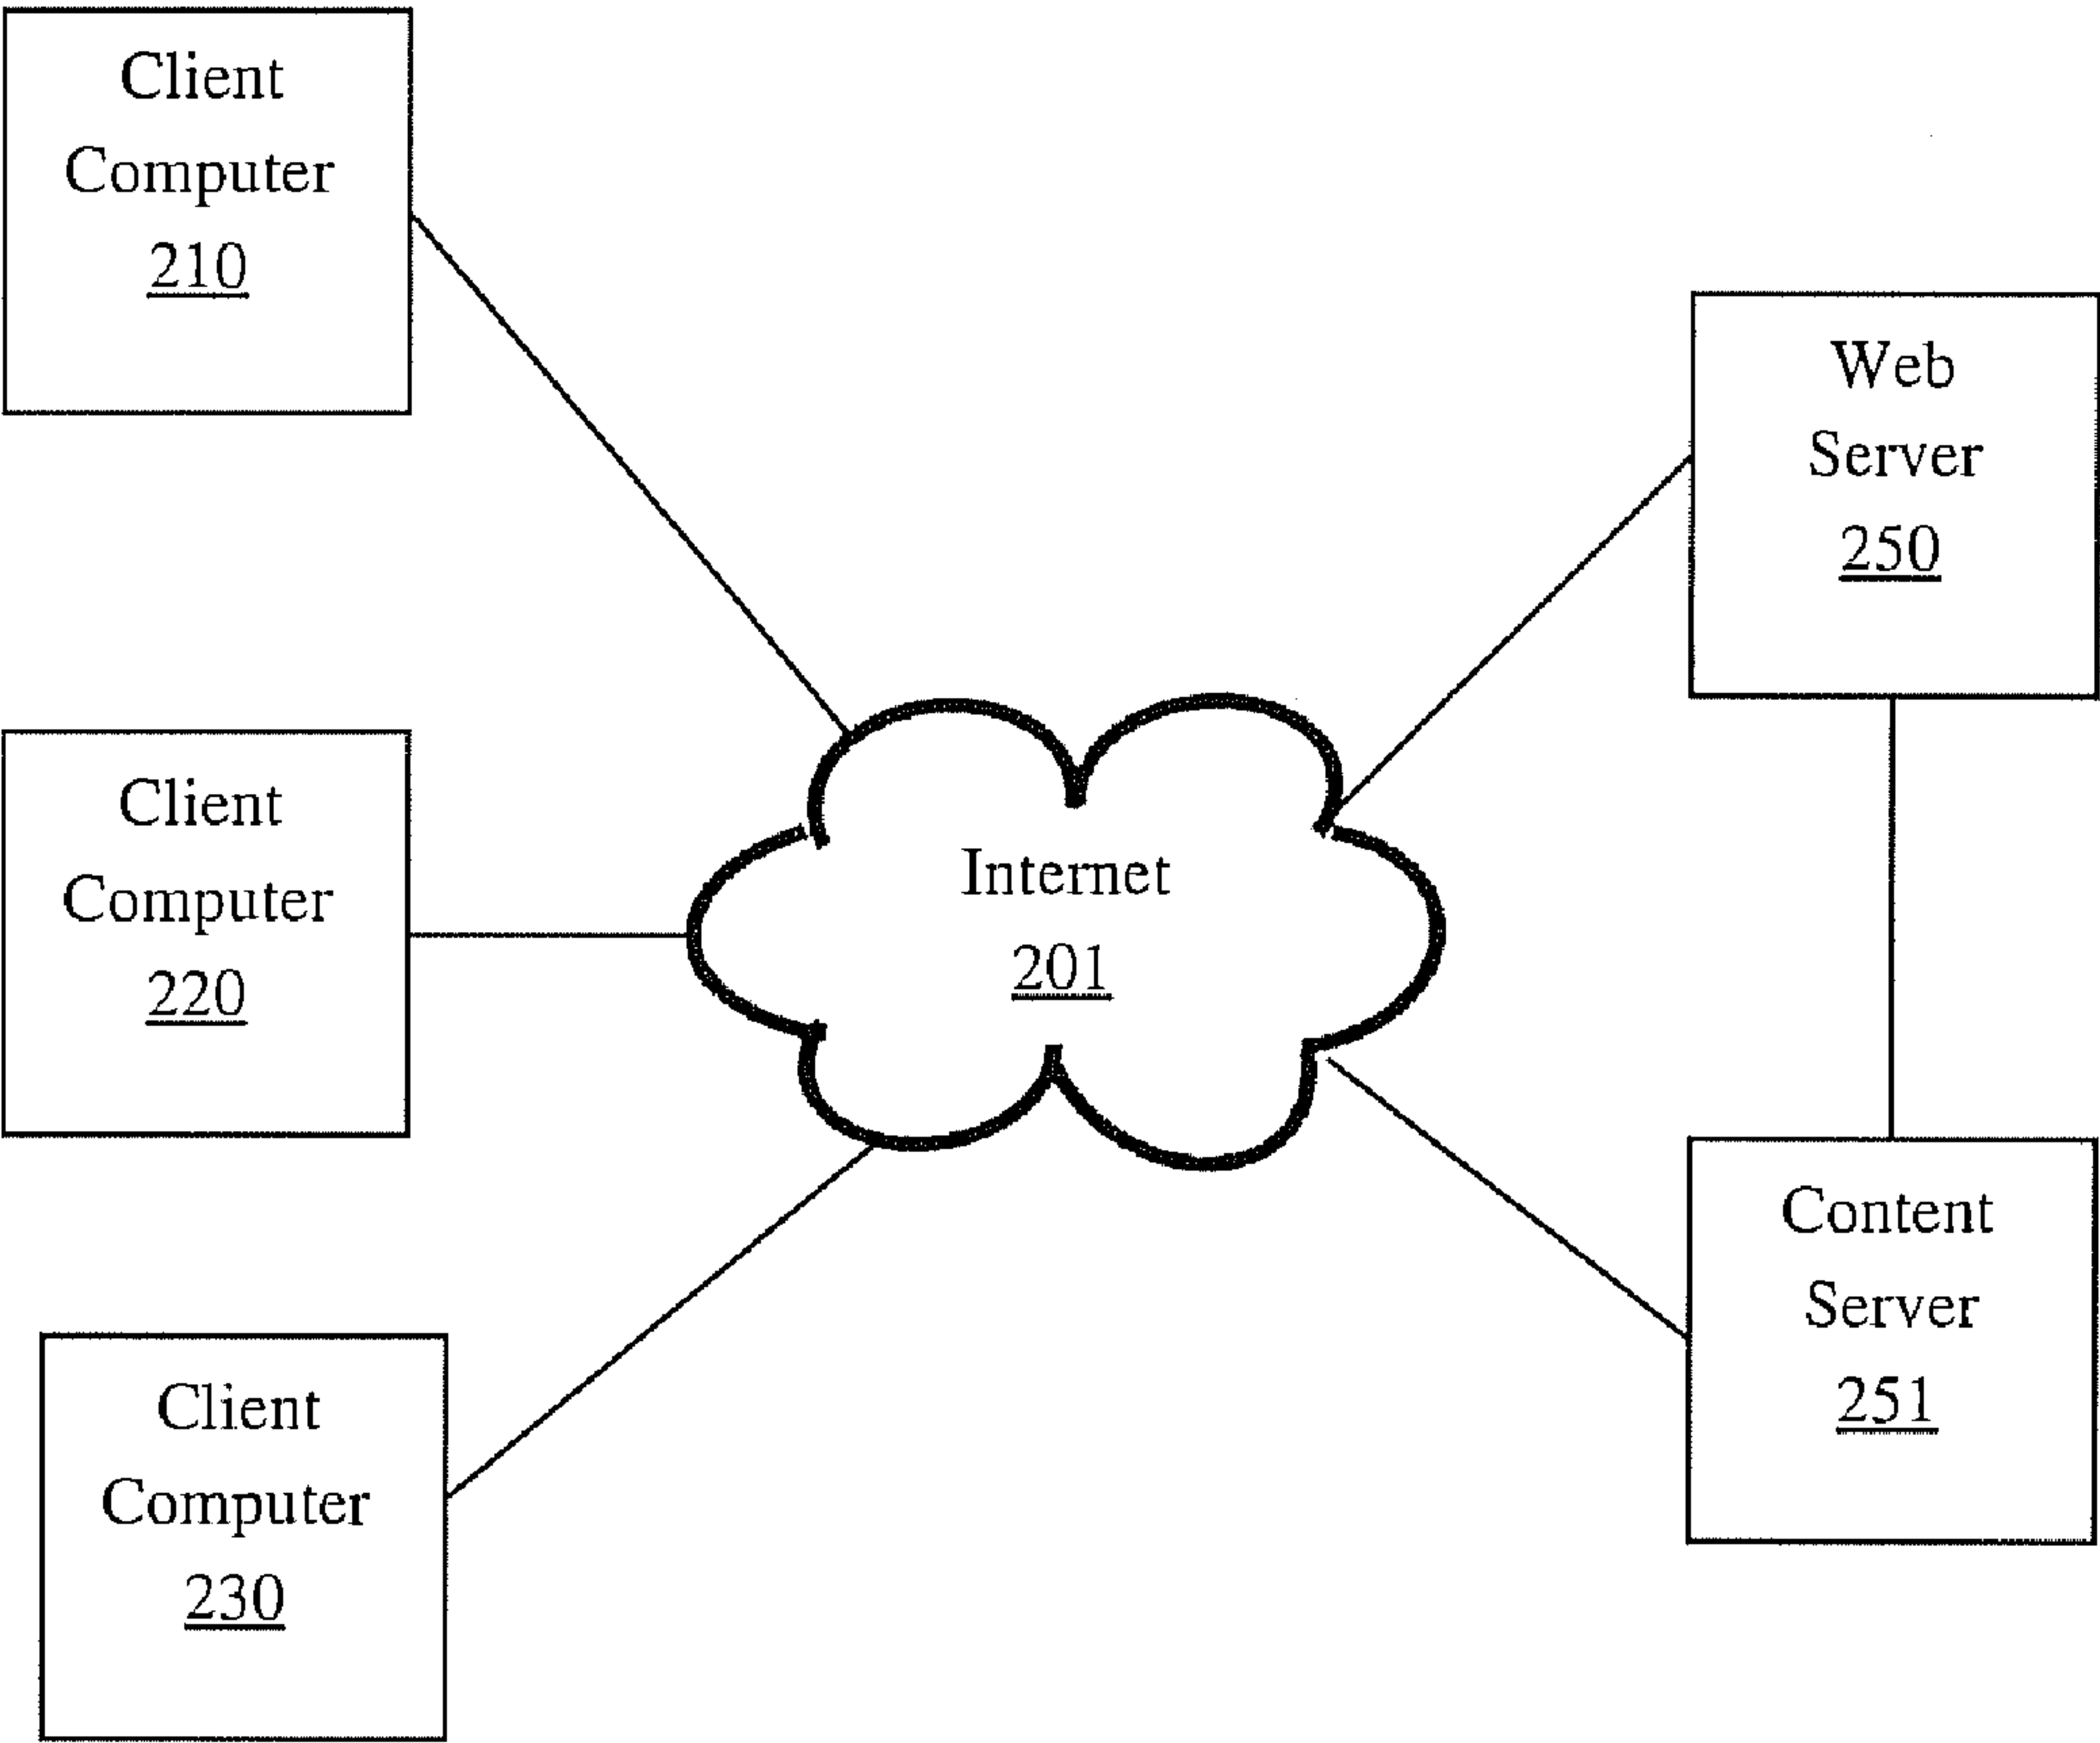 Client
Computer
210
Web
Server
250
Client
Computer
220
Internet
201
Content
Server
251
Client
Computer
230